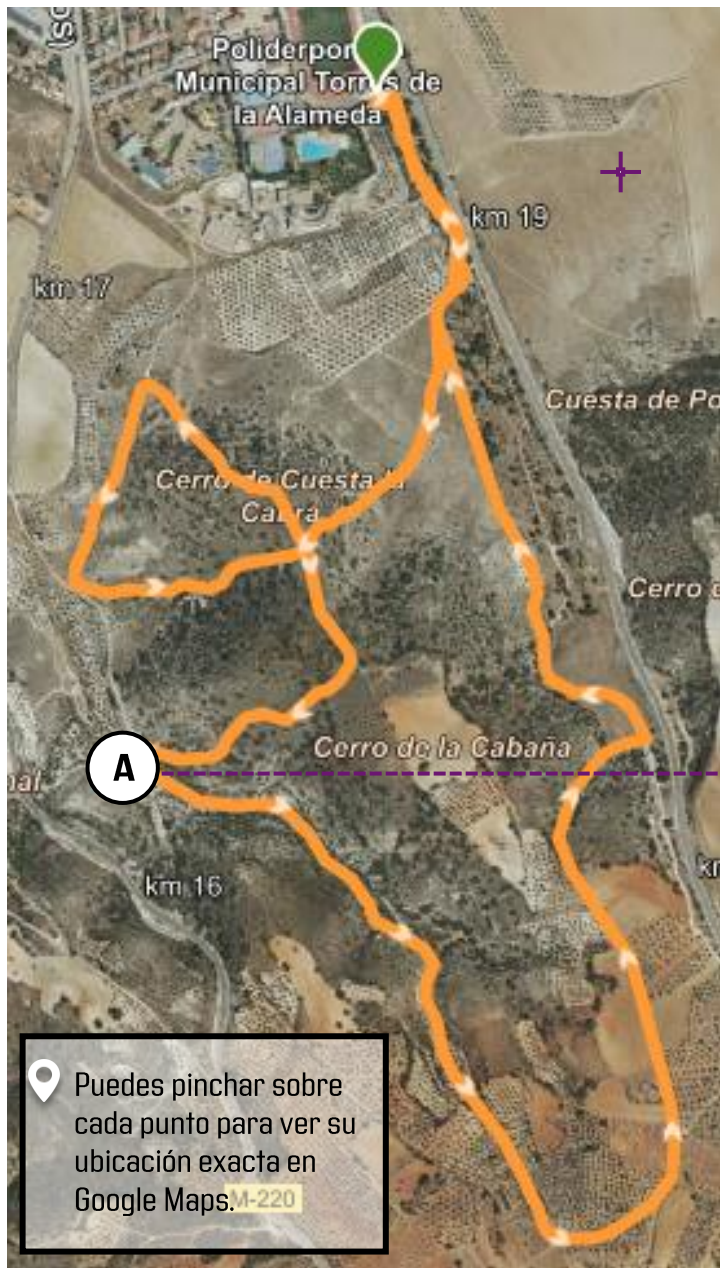 Poliderpor
Municipal Torres de
la Alameda
km 19
km 17
Cuesta de Po
Cerro de Cuesta la
Cabra
Cerro
Cerro de la Cabaña
A
km 16
Puedes pinchar sobre
cada punto para ver su
ubicación exacta en
Google Maps.
M-220